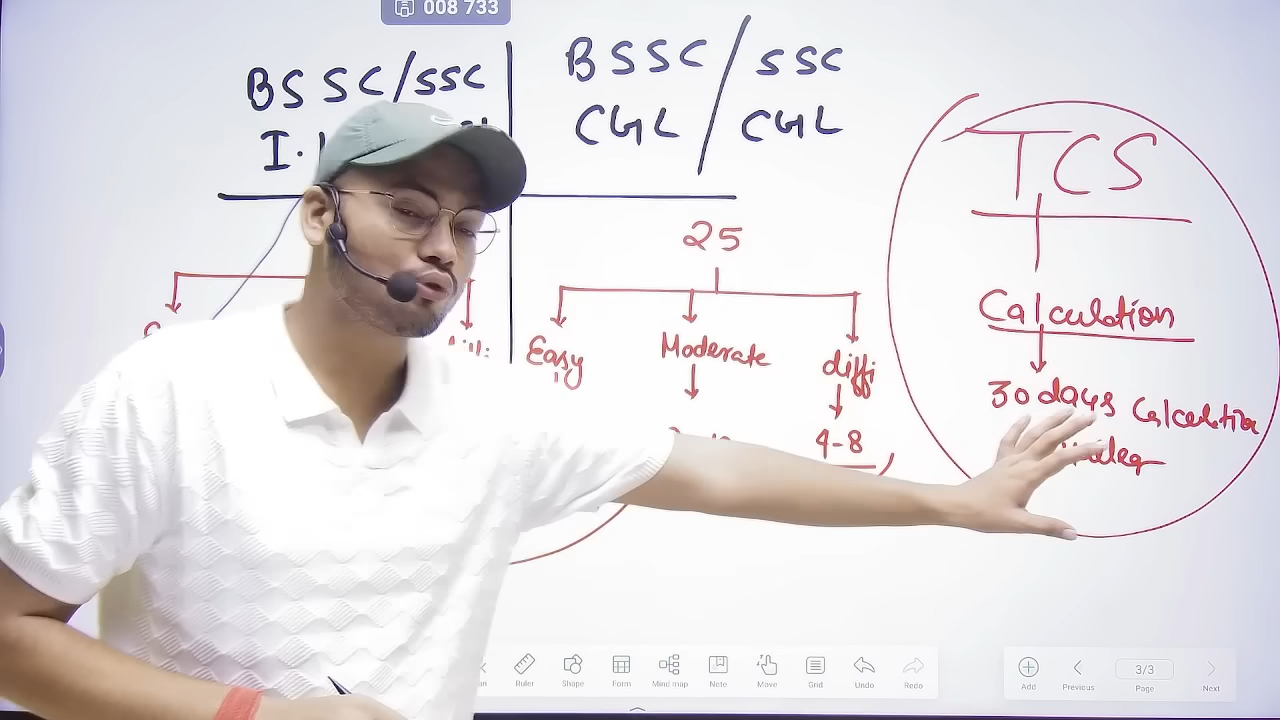 008 733
BSSC/SSC
BSSC/SSC
CGL/CGL
TCS
25
Calculation
Easy
Moderate
diffi
30 days Calculation
4-8
Ruler
Shape
Form
Mind map
Note
Move
Grid
Undo
Redo
Add
Previous
3/3
Page
Next